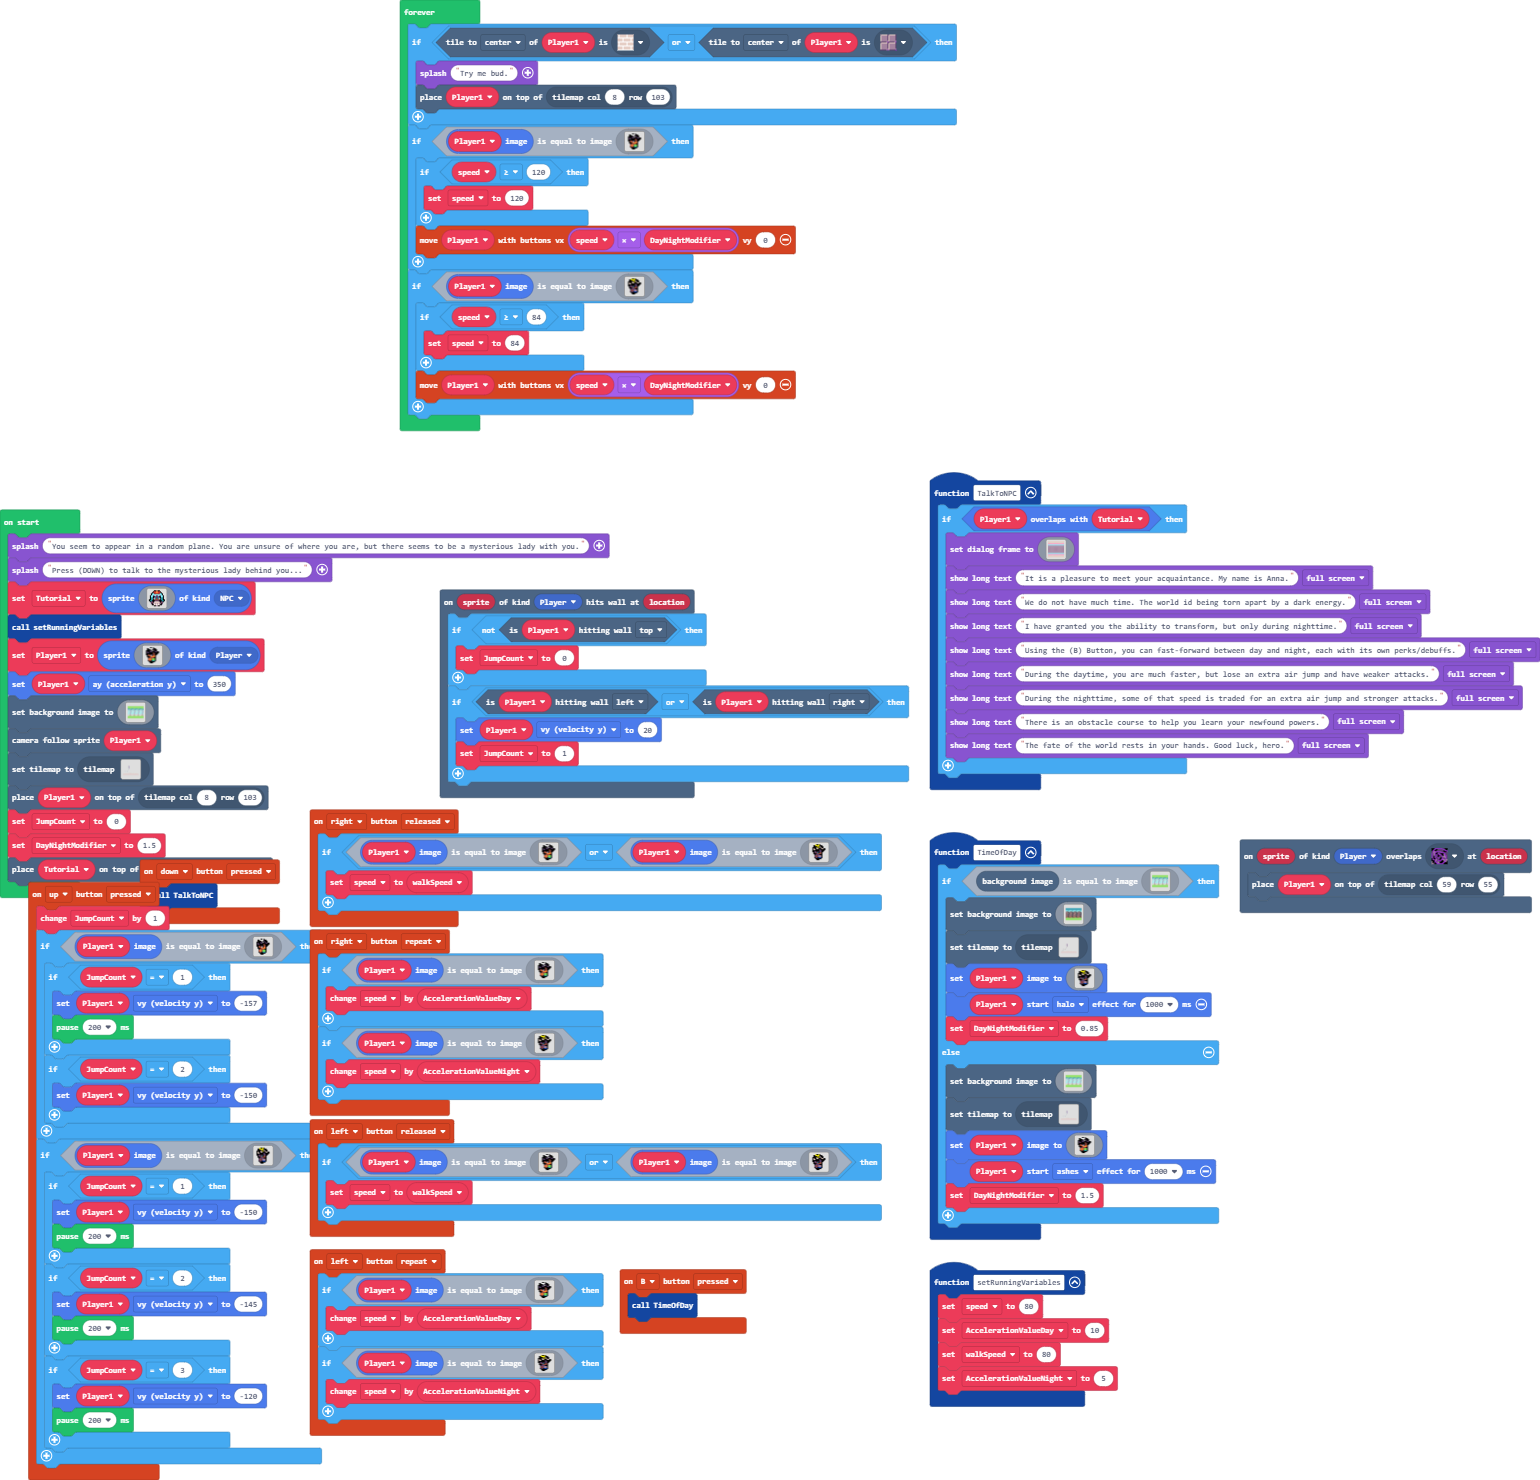 forever
if tile to center of Player1 is or tile to center of Player1 is then
splash "Try me bud."
place Player1 on top of tilemap col 8 row 103
if Player1 image is equal to image then
if speed ≥ 120 then
set speed to 120
move Player1 with buttons vx speed × DayNightModifier vy 0
if Player1 image is equal to image then
if speed ≥ 84 then
set speed to 84
move Player1 with buttons vx speed × DayNightModifier vy 0
on start
splash "You seem to appear in a random plane. You are unsure of where you are, but there seems to be a mysterious lady with you."
splash "Press (DOWN) to talk to the mysterious lady behind you..."
set Tutorial to sprite of kind NPC
call setRunningVariables
set Player1 to sprite of kind Player
set Player1 ay (acceleration y) to 350
set background image to
camera follow sprite Player1
set tilemap to tilemap
place Player1 on top of tilemap col 8 row 103
set JumpCount to 0
set DayNightModifier to 1.5
place Tutorial on top of
on down button pressed
ll TalkToNPC
on up button pressed
change JumpCount by 1
if Player1 image is equal to image the
if JumpCount = 1 then
set Player1 vy (velocity y) to -157
pause 200 ms
if JumpCount = 2 then
set Player1 vy (velocity y) to -150
if Player1 image is equal to image the
if JumpCount = 1 then
set Player1 vy (velocity y) to -150
pause 200 ms
if JumpCount = 2 then
set Player1 vy (velocity y) to -145
pause 200 ms
if JumpCount = 3 then
set Player1 vy (velocity y) to -120
pause 200 ms
on sprite of kind Player hits wall at location
if not is Player1 hitting wall top then
set JumpCount to 0
if is Player1 hitting wall left or is Player1 hitting wall right then
set Player1 vy (velocity y) to 20
set JumpCount to 1
on right button released
if Player1 image is equal to image or Player1 image is equal to image then
set speed to walkSpeed
on right button repeat
if Player1 image is equal to image then
change speed by AccelerationValueDay
if Player1 image is equal to image then
change speed by AccelerationValueNight
on left button released
if Player1 image is equal to image or Player1 image is equal to image then
set speed to walkSpeed
on left button repeat
if Player1 image is equal to image then
change speed by AccelerationValueDay
if Player1 image is equal to image then
change speed by AccelerationValueNight
on B button pressed
call TimeOfDay
function TalkToNPC
if Player1 overlaps with Tutorial then
set dialog frame to
show long text "It is a pleasure to meet your acquaintance. My name is Anna." full screen
show long text "We do not have much time. The world id being torn apart by a dark energy." full screen
show long text "I have granted you the ability to transform, but only during nighttime." full screen
show long text "Using the (B) Button, you can fast-forward between day and night, each with its own perks/debuffs." full screen
show long text "During the daytime, you are much faster, but lose an extra air jump and have weaker attacks." full screen
show long text "During the nighttime, some of that speed is traded for an extra air jump and stronger attacks." full screen
show long text "There is an obstacle course to help you learn your newfound powers." full screen
show long text "The fate of the world rests in your hands. Good luck, hero." full screen
function TimeOfDay
if background image is equal to image then
set background image to
set tilemap to tilemap
set Player1 image to
Player1 start halo effect for 1000 ms
set DayNightModifier to 0.85
else
set background image to
set tilemap to tilemap
set Player1 image to
Player1 start ashes effect for 1000 ms
set DayNightModifier to 1.5
on sprite of kind Player overlaps at location
place Player1 on top of tilemap col 59 row 55
function setRunningVariables
set speed to 80
set AccelerationValueDay to 10
set walkSpeed to 80
set AccelerationValueNight to 5